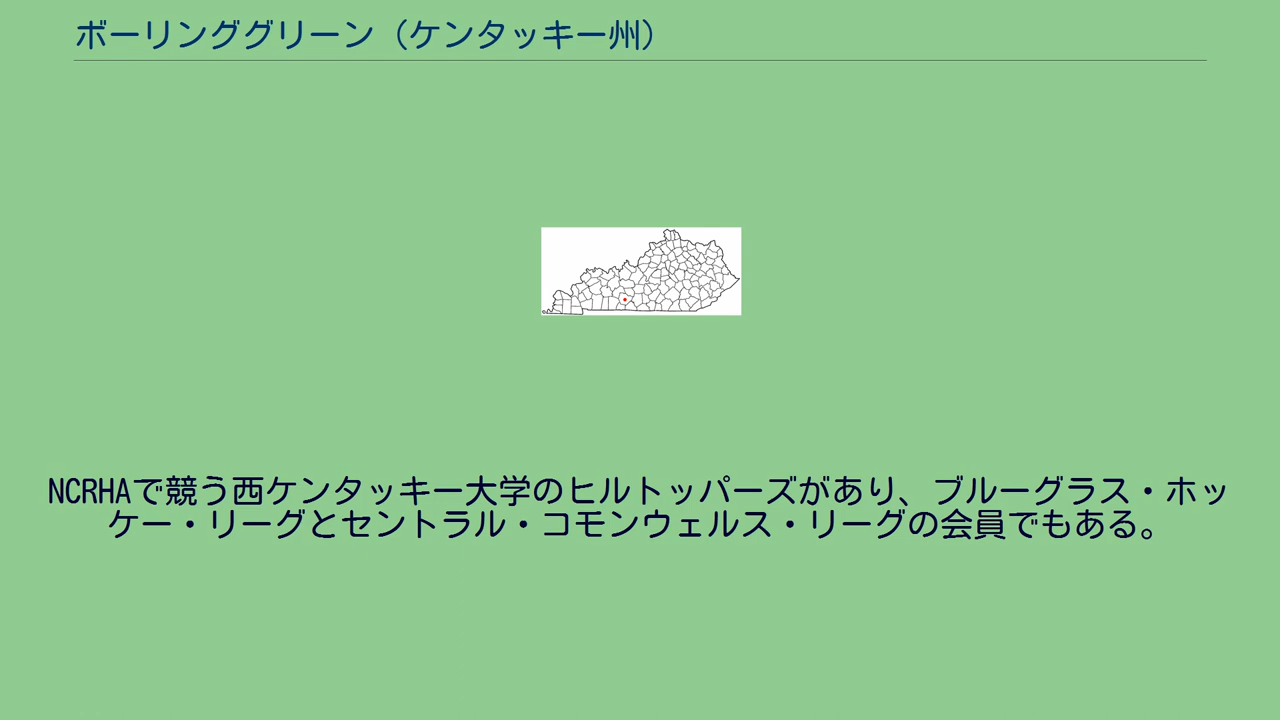 ボーリンググリーン（ケンタッキー州）
NCRHAで競う西ケンタッキー大学のヒルトッパーズがあり、ブルーグラス・ホッ
ケー・リーグとセントラル・コモンウェルス・リーグの会員でもある。